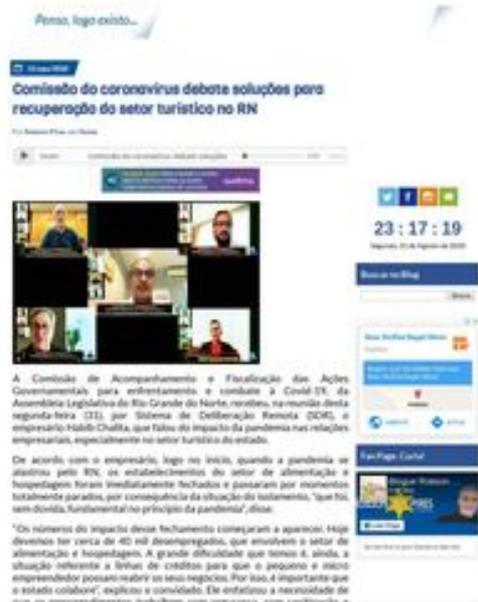 Penso, logo existo...
Comissão do coronavírus debate soluções para
recuperação do setor turístico no RN
23:17:19
Segunda, 31 de Agosto de 2020
Buscar no Blog
A Comissão de Acompanhamento e Fiscalização das Ações
Governamentais para enfrentamento e combate à Covid-19, da
Assembleia Legislativa do Rio Grande do Norte, recebeu, na reunião desta
segunda-feira (31), por Sistema de Deliberação Remota (SDR), o
empresário Habib Chalita, que falou do impacto da pandemia nas relações
empresariais, especialmente no setor turístico do estado.
De acordo com o empresário, logo no início, quando a pandemia se
alastrou pelo RN, os estabelecimentos do setor de alimentação e
hospedagem foram imediatamente fechados e passaram por momentos
totalmente parados, por consequência da situação do isolamento, "que foi,
sem dúvida, fundamental no princípio da pandemia", disse.
Fan Page. Curta!
"Os números do impacto desse fechamento começaram a aparecer. Hoje
devemos ter cerca de 40 mil desempregados, que envolvem o setor de
alimentação e hospedagem. A grande dificuldade que temos é, ainda, a
situação referente a linhas de créditos para que o pequeno e micro
empreendedor possam reabrir os seus negócios. Por isso, é importante que
o estado colabore", explicou o convidado. Ele enfatizou a necessidade de